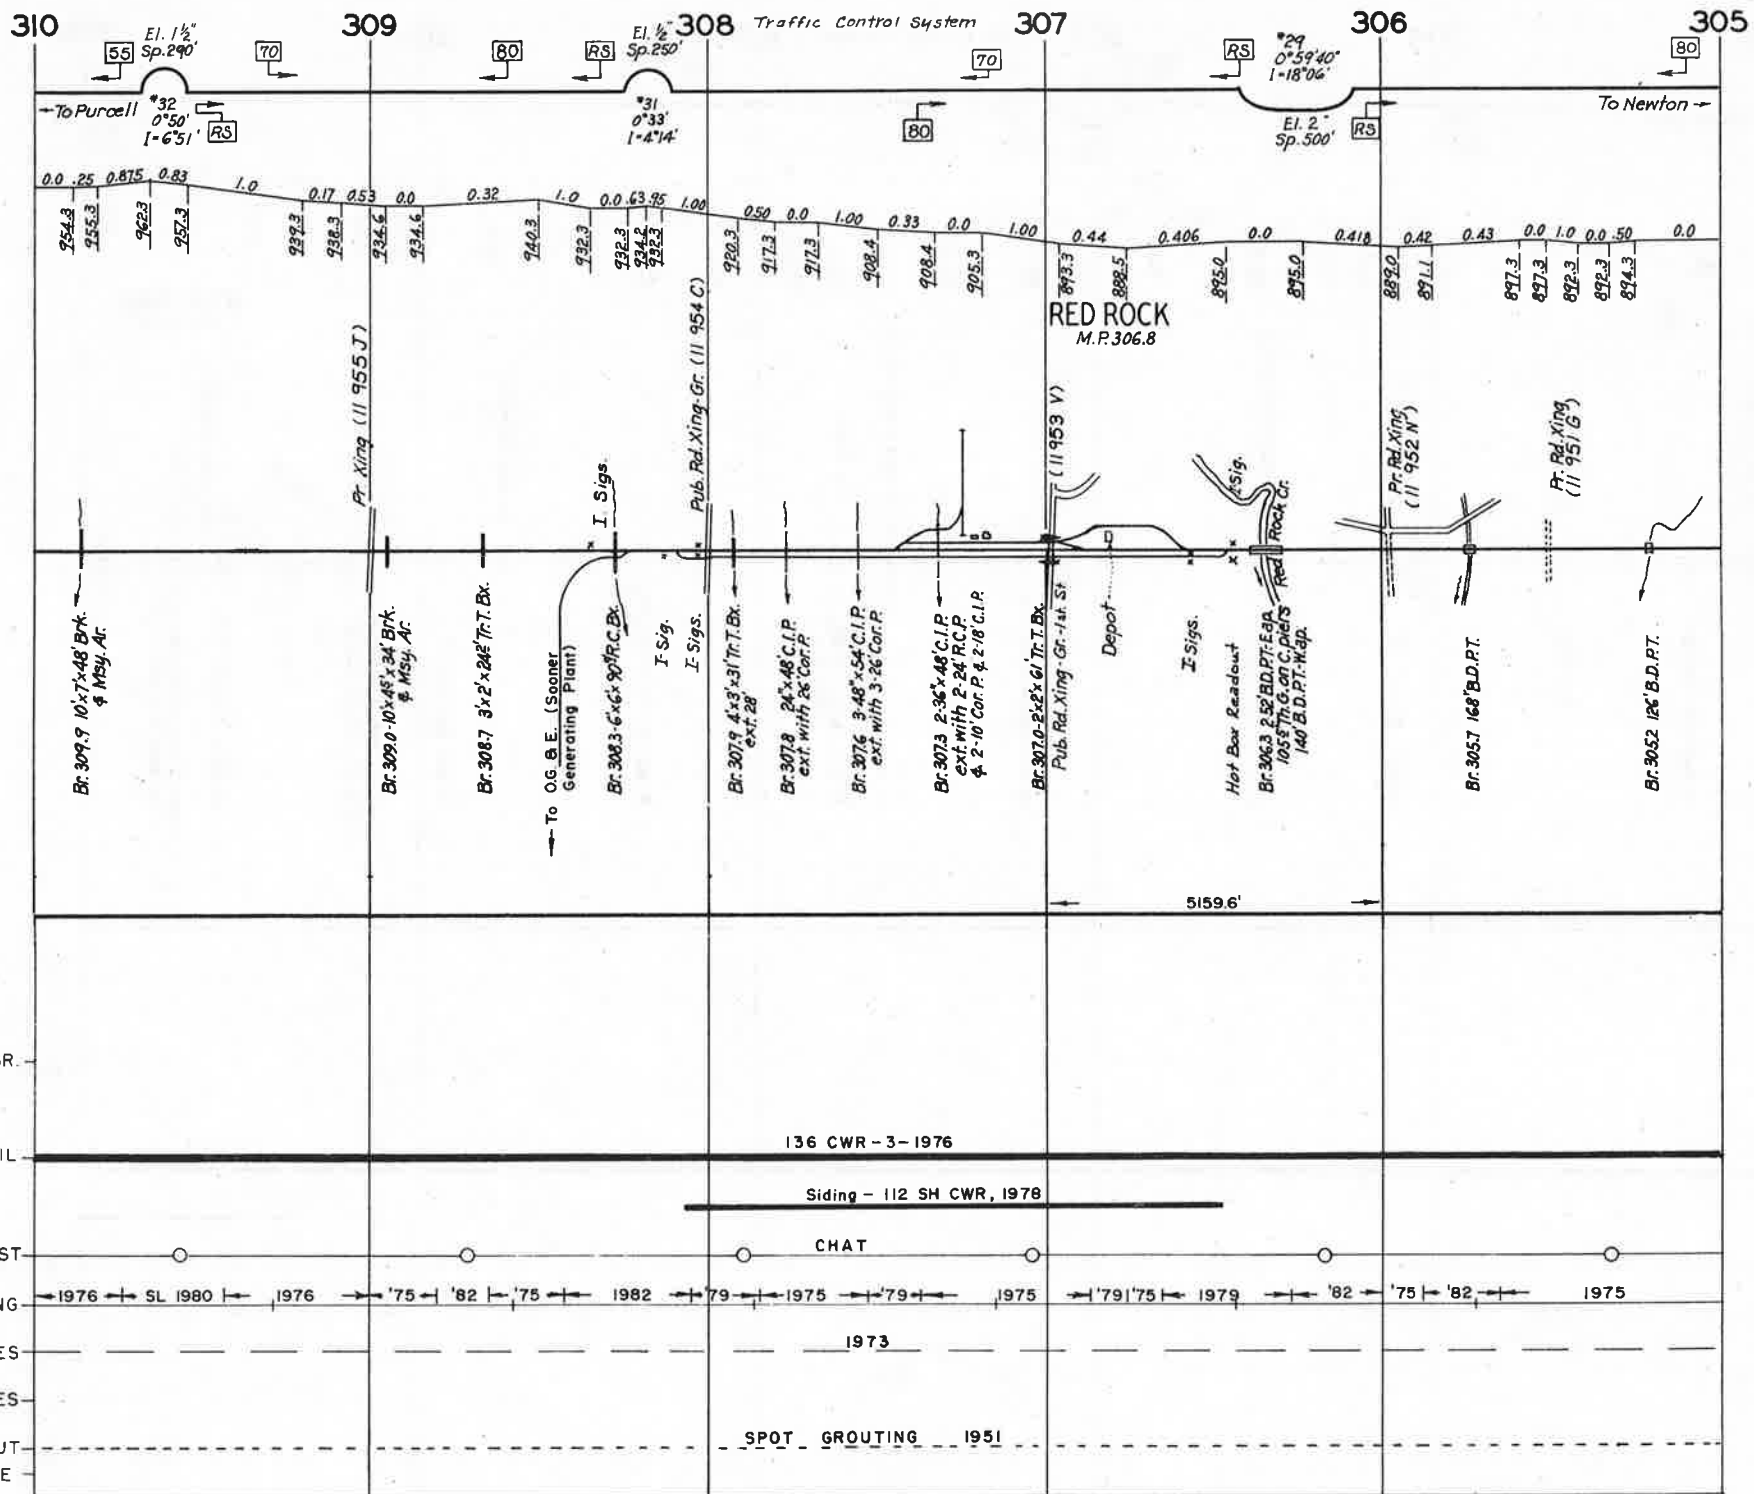 310 309 308 Traffic Control System 307 306 305
El. 1½" El. ½" #29
55 Sp. 290' 70 80 RS Sp. 250' 70 RS 0°59'40" 80
I=18°06'
←To Purcell #32 #31 To Newton→
0°50' RS 0°33' 80 El. 2" RS
I=6°51' I=4°14' Sp. 500'
0.0 .25 0.875 0.83 1.0 0.17 0.53 0.0 0.32 1.0 0.0 .63 .95 1.00 0.50 0.0 1.00 0.33 0.0 1.00 0.44 0.406 0.0 0.418 0.42 0.43 0.0 1.0 0.0 .50 0.0
954.3 955.3 962.3 957.3 939.3 938.3 934.6 934.6 940.3 932.3 932.3 934.2 932.3 920.3 917.3 917.3 908.4 908.4 905.3 893.3 888.5 895.0 895.0 889.0 891.1 897.3 897.3 892.3 892.3 894.3
RED ROCK
M.P. 306.8
Pr. Xing (11 955 J)
I. Sigs.
Pub. Rd. Xing-Gr. (11 954 C)
(11 953 V)
I-Sig.
Red Rock Cr.
Pr. Rd. Xing
(11 952 N)
Pr. Rd. Xing
(11 951 G)
Br. 309.9 10'x7'x48' Brk.
& Msy. Ar.
Br. 309.0-10'x4⁵'x34' Brk.
& Msy. Ar.
Br. 308.7 3'x2'x24²' Tr. T. Bx.
To O.G. & E. (Sooner
Generating Plant)
Br. 308.3-6'x6'x90' R.C. Bx.
I-Sig.
I-Sigs.
Br. 307.9 4'x3'x31' Tr. T. Bx.
ext. 28'
Br. 307.8 24"x48' C.I.P.
ext. with 26' Cor. P.
Br. 307.6 3-48"x54' C.I.P.
ext. with 3-26' Cor. P.
Br. 307.3 2-36"x48' C.I.P.
ext. with 2-24' R.C.P.
& 2-10' Cor. P. & 2-18' C.I.P.
Br. 307.0-2'x2'x61' Tr. T. Bx.
Pub. Rd. Xing-Gr.-1st. St
Depot
I-Sigs.
Hot Box Readout
Br. 306.3 2 52' B.D.P.T.-E.ap.
105⁵' Th. G. on C. piers
140' B.D.P.T.-W.ap.
Br. 305.7 168' B.D.P.T.
Br. 305.2 126' B.D.P.T.
5159.6'
R.
IL
136 CWR-3-1976
Siding - 112 SH CWR, 1978
ST CHAT
NG 1976 SL 1980 1976 '75 '82 '75 1982 '79 1975 '79 1975 '79 '75 1979 '82 '75 '82 1975
ES 1973
ES
UT SPOT GROUTING 1951
E